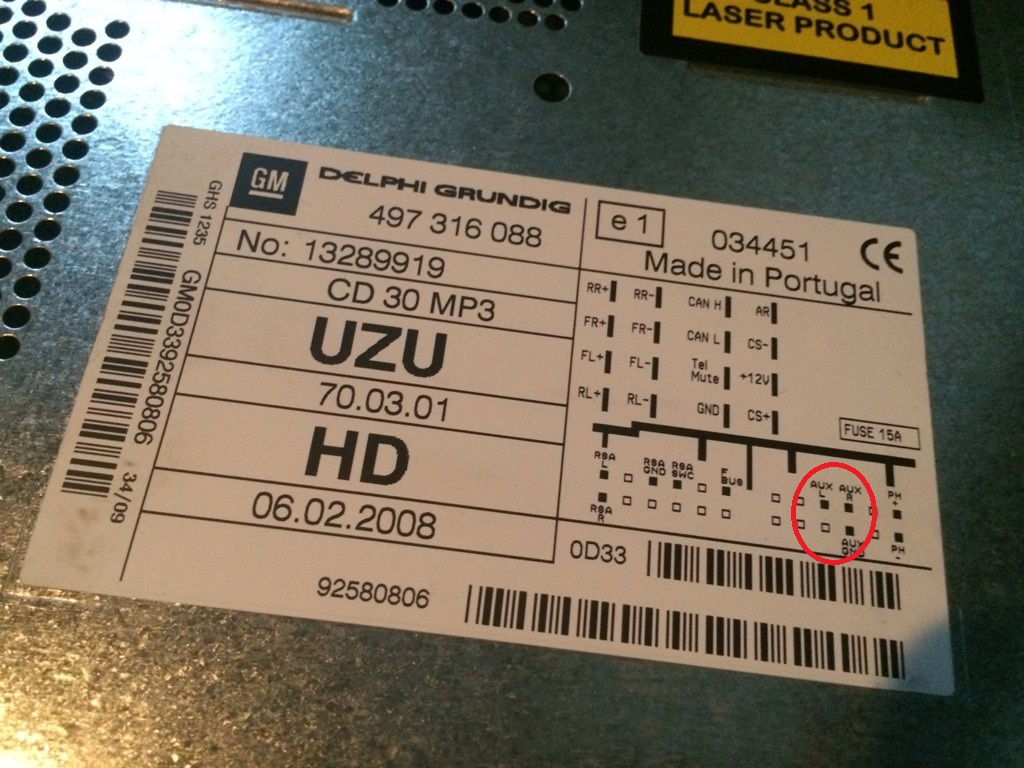 CLASS 1
LASER PRODUCT
GM DELPHI GRUNDIG
497 316 088
No: 13289919
CD 30 MP3
UZU
70.03.01
HD
06.02.2008
e 1
034451
CE
Made in Portugal
RR+ RR- CAN H AR
FR+ FR- CAN L CS-
FL+ FL- Tel Mute +12V
RL+ RL- GND CS+
FUSE 15A
RSA L
RSA GND
RSA SWC
E BUS
AUX L
AUX R
PH +
RSA R
AUX GND
PH -
0D33
92580806
GHS 1235
GM0D3392580806 34/09